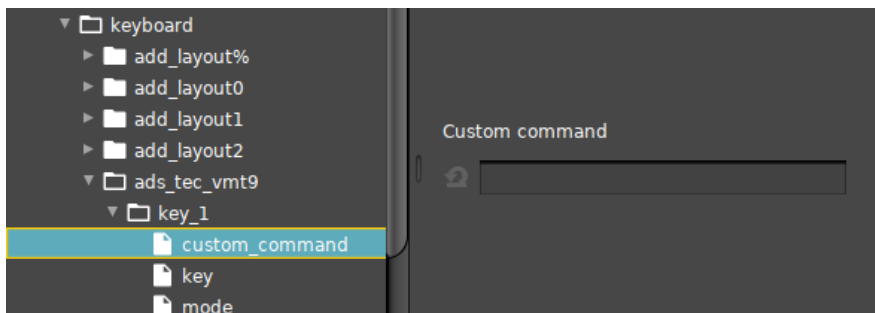 keyboard
add_layout%
add_layout0
add_layout1
add_layout2
ads_tec_vmt9
key_1
custom_command
key
mode
Custom command